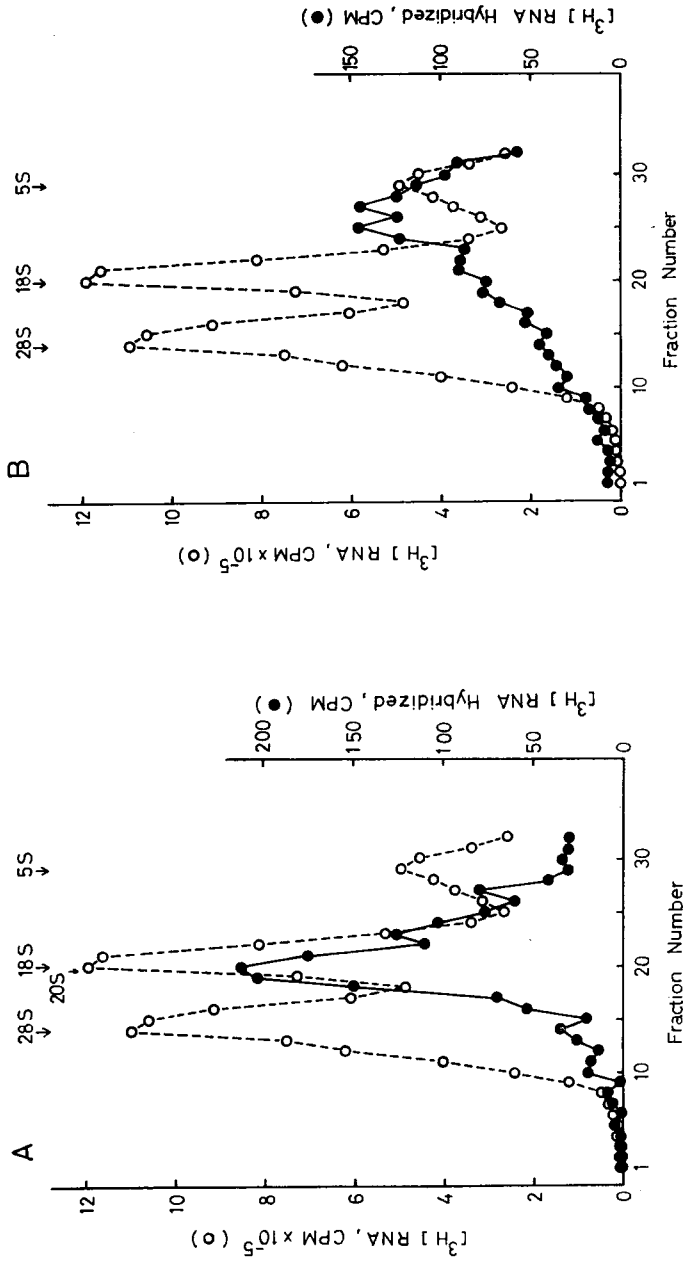 A
28S
20S
18S
5S
12
10
8
6
4
2
0
[³H] RNA, CPM x 10⁻⁵ (o)
200
150
100
50
0
[³H] RNA Hybridized, CPM (●)
1
10
20
30
Fraction Number
B
28S
18S
5S
12
10
8
6
4
2
0
[³H] RNA, CPM x 10⁻⁵ (o)
150
100
50
0
[³H] RNA Hybridized, CPM (●)
1
10
20
30
Fraction Number